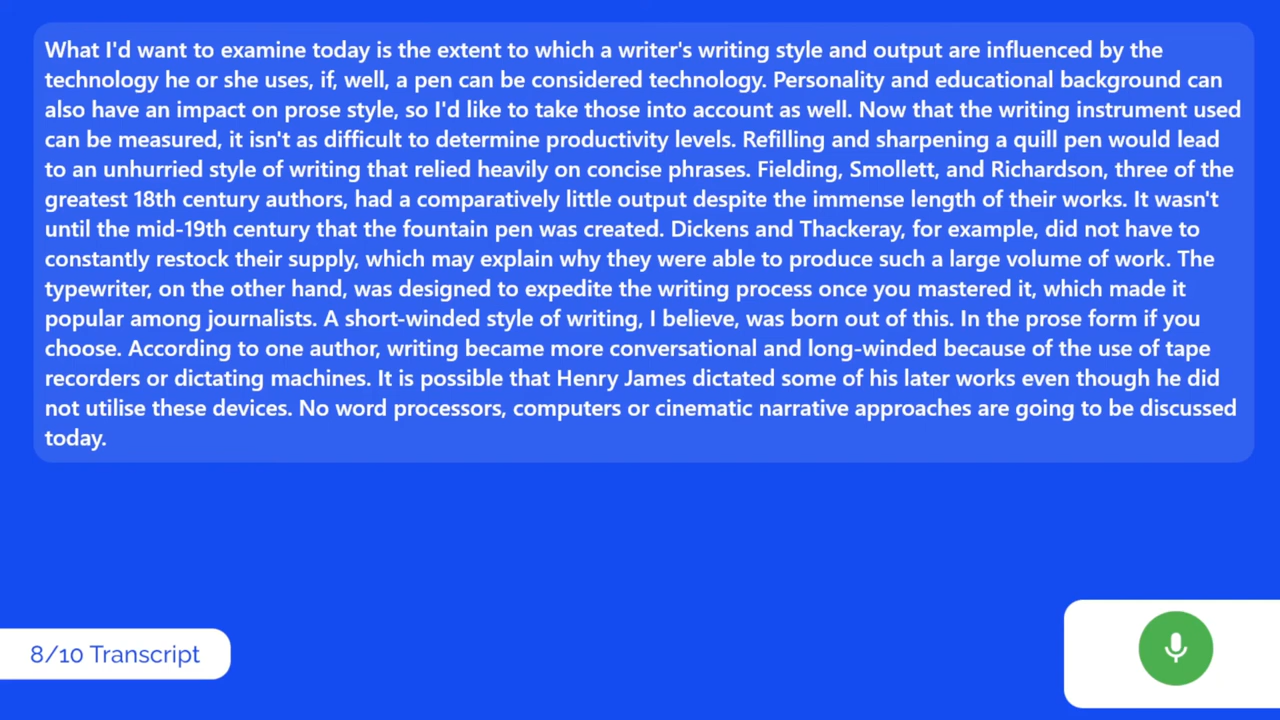 What I'd want to examine today is the extent to which a writer's writing style and output are influenced by the
technology he or she uses, if, well, a pen can be considered technology. Personality and educational background can
also have an impact on prose style, so I'd like to take those into account as well. Now that the writing instrument used
can be measured, it isn't as difficult to determine productivity levels. Refilling and sharpening a quill pen would lead
to an unhurried style of writing that relied heavily on concise phrases. Fielding, Smollett, and Richardson, three of the
greatest 18th century authors, had a comparatively little output despite the immense length of their works. It wasn't
until the mid-19th century that the fountain pen was created. Dickens and Thackeray, for example, did not have to
constantly restock their supply, which may explain why they were able to produce such a large volume of work. The
typewriter, on the other hand, was designed to expedite the writing process once you mastered it, which made it
popular among journalists. A short-winded style of writing, I believe, was born out of this. In the prose form if you
choose. According to one author, writing became more conversational and long-winded because of the use of tape
recorders or dictating machines. It is possible that Henry James dictated some of his later works even though he did
not utilise these devices. No word processors, computers or cinematic narrative approaches are going to be discussed
today.
8/10 Transcript